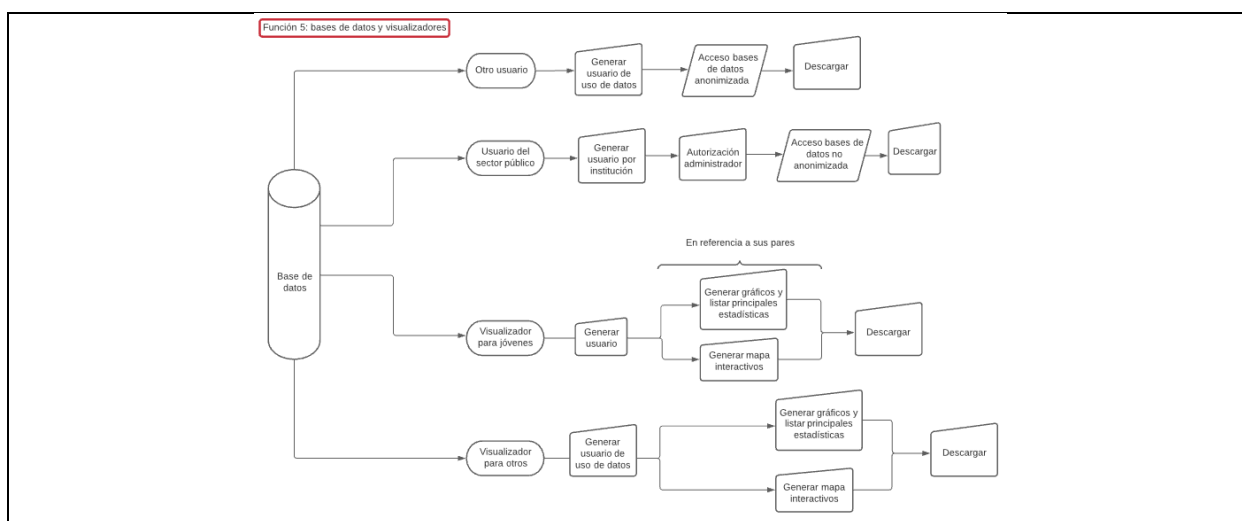 Función 5: bases de datos y visualizadores
Otro usuario
Generar
usuario de
uso de datos
Acceso bases
de datos
anonimizada
Descargar
Usuario del
sector público
Generar
usuario por
institución
Autorización
administrador
Acceso bases de
datos no
anonimizada
Descargar
Base de
datos
En referencia a sus pares
Visualizador
para jóvenes
Generar
usuario
Generar gráficos y
listar principales
estadísticas
Generar mapa
interactivos
Descargar
Visualizador
para otros
Generar
usuario de
uso de datos
Generar gráficos y
listar principales
estadísticas
Generar mapa
interactivos
Descargar